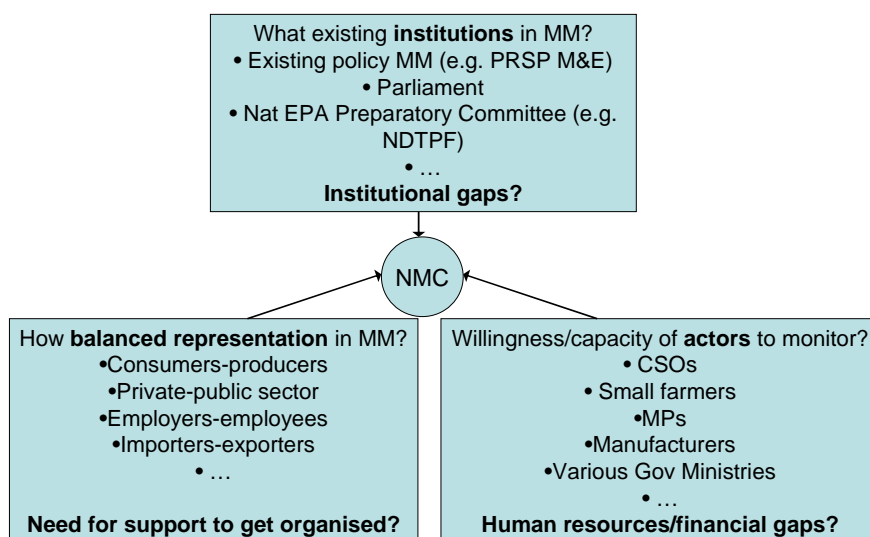 What existing institutions in MM?
• Existing policy MM (e.g. PRSP M&E)
• Parliament
• Nat EPA Preparatory Committee (e.g.
NDTPF)
• …
Institutional gaps?
NMC
How balanced representation in MM?
•Consumers-producers
•Private-public sector
•Employers-employees
•Importers-exporters
• …
Need for support to get organised?
Willingness/capacity of actors to monitor?
• CSOs
• Small farmers
•MPs
•Manufacturers
•Various Gov Ministries
• …
Human resources/financial gaps?